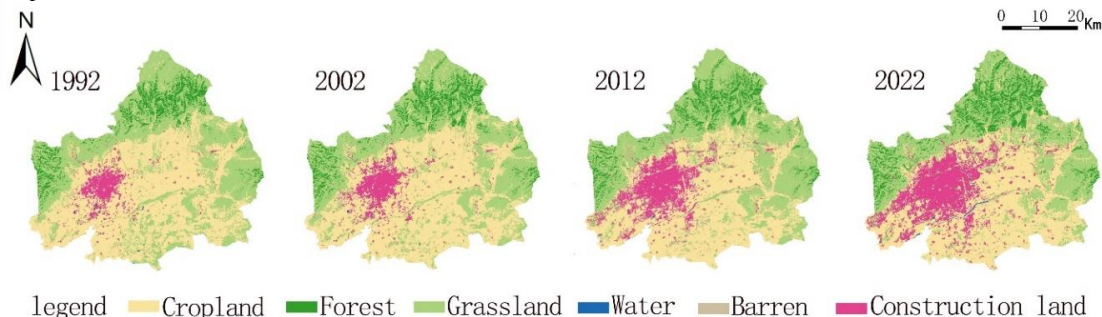 N
0 10 20 Km
1992 2002 2012 2022
legend Cropland Forest Grassland Water Barren Construction land